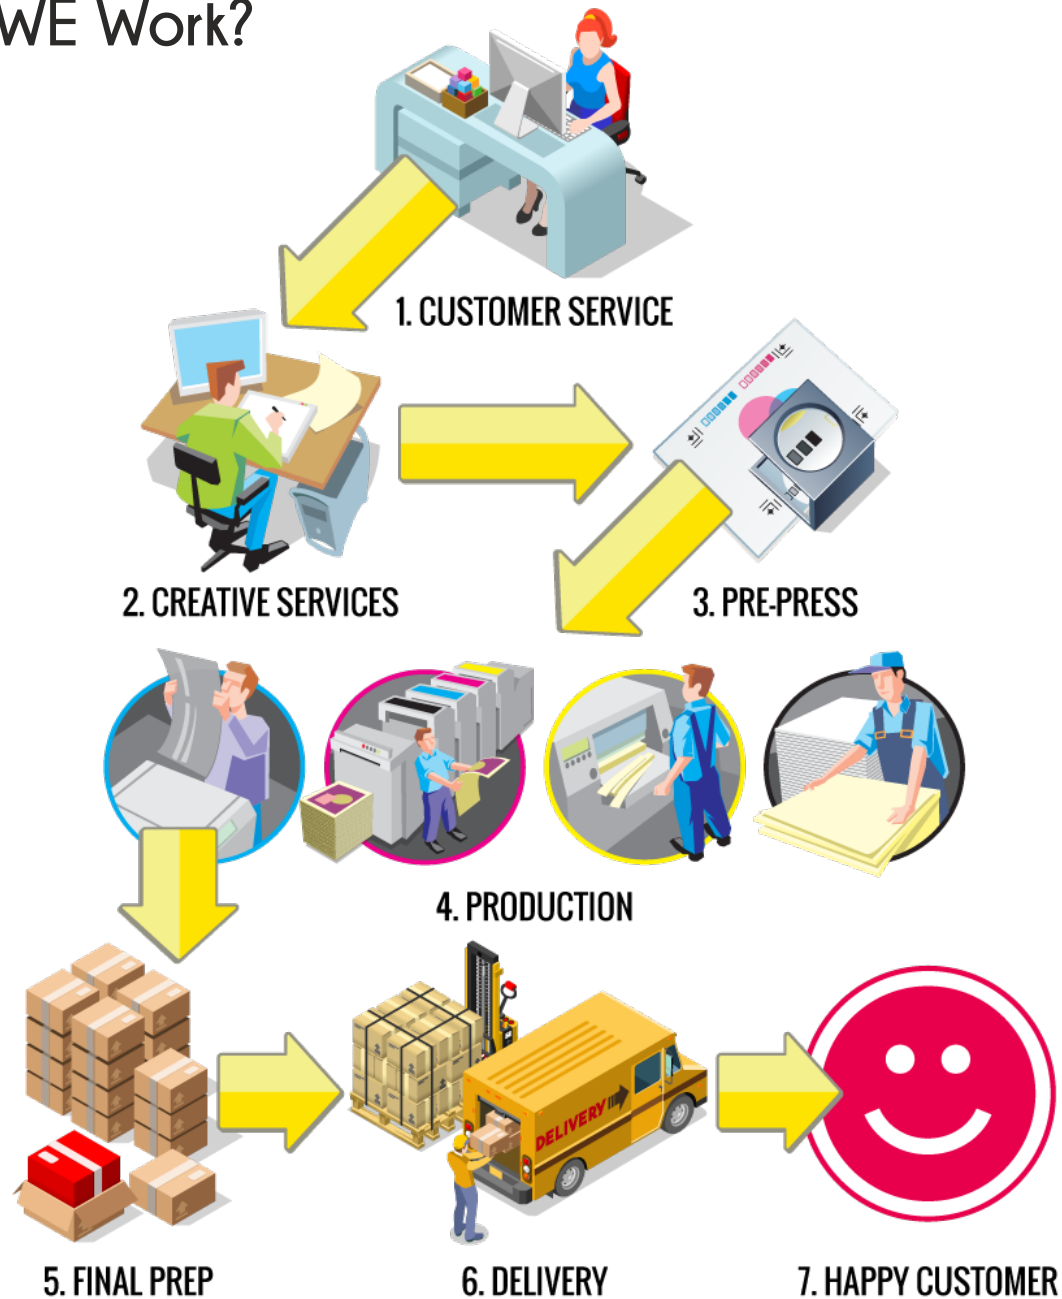 WE Work?
1. CUSTOMER SERVICE
2. CREATIVE SERVICES
3. PRE-PRESS
4. PRODUCTION
DELIVERY
5. FINAL PREP
6. DELIVERY
7. HAPPY CUSTOMER